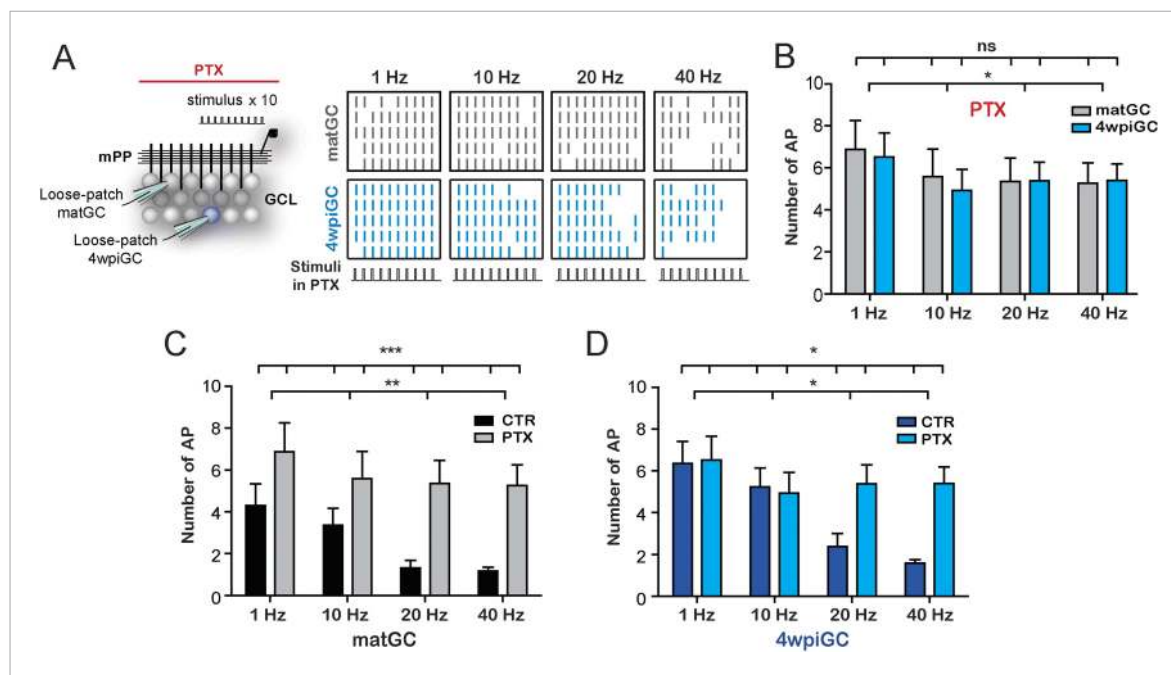 A
PTX
stimulus x 10
mPP
Loose-patch
matGC
GCL
Loose-patch
4wpiGC
1 Hz 10 Hz 20 Hz 40 Hz
matGC
4wpiGC
Stimuli
in PTX
B
ns
*
PTX
matGC
4wpiGC
Number of AP
10
8
6
4
2
0
1 Hz 10 Hz 20 Hz 40 Hz
C
***
**
CTR
PTX
Number of AP
10
8
6
4
2
0
1 Hz 10 Hz 20 Hz 40 Hz
matGC
D
*
*
CTR
PTX
Number of AP
10
8
6
4
2
0
1 Hz 10 Hz 20 Hz 40 Hz
4wpiGC